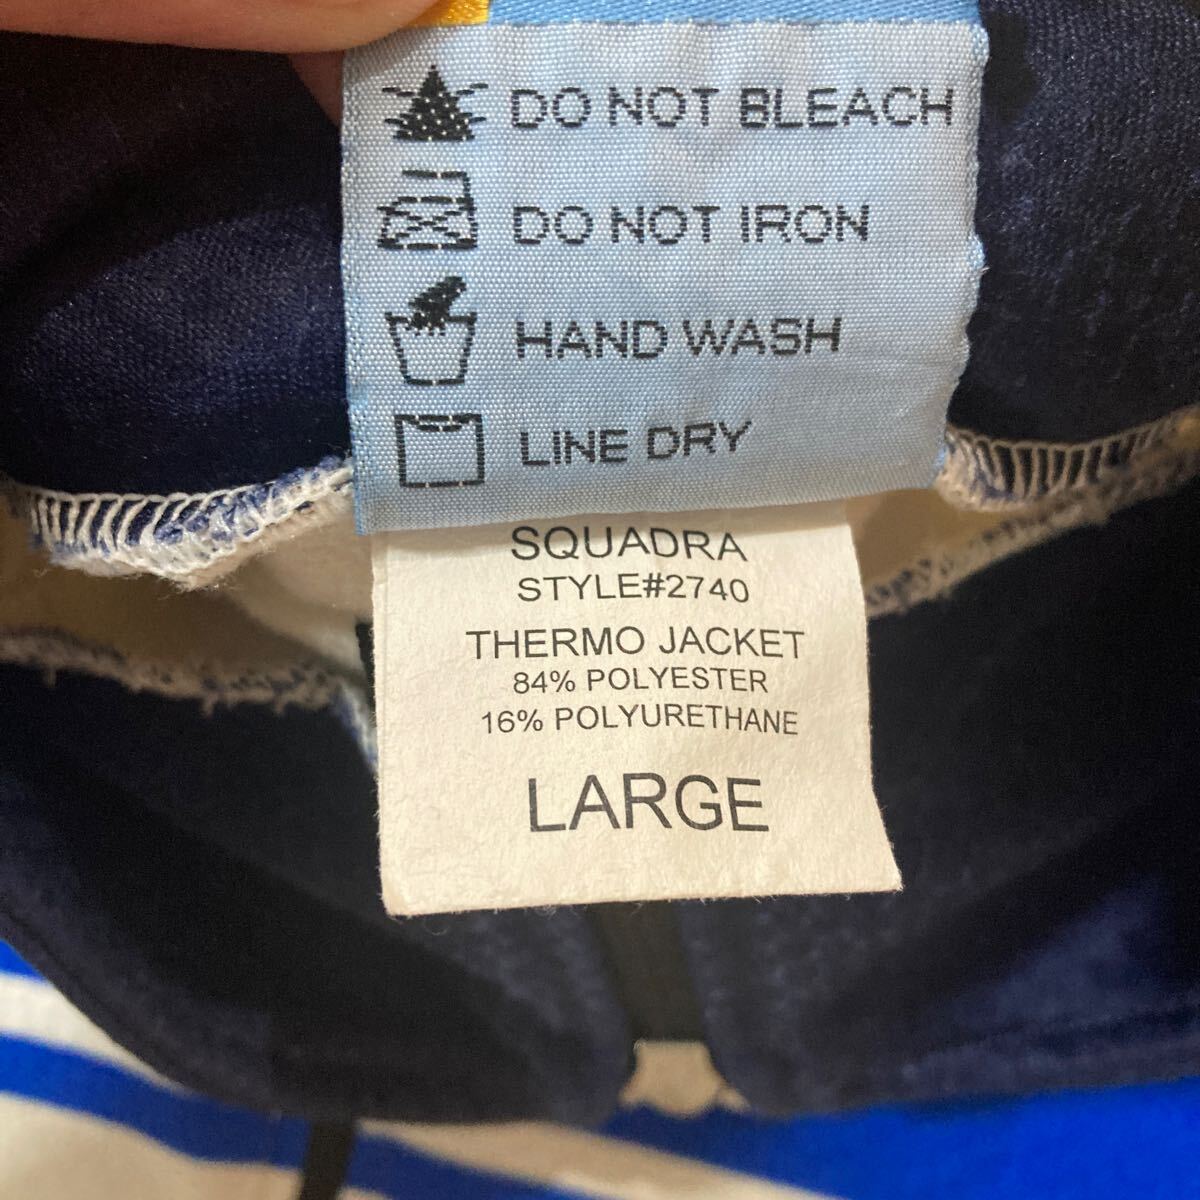 DO NOT BLEACH
DO NOT IRON
HAND WASH
LINE DRY
SQUADRA
STYLE#2740
THERMO JACKET
84% POLYESTER
16% POLYURETHANE
LARGE